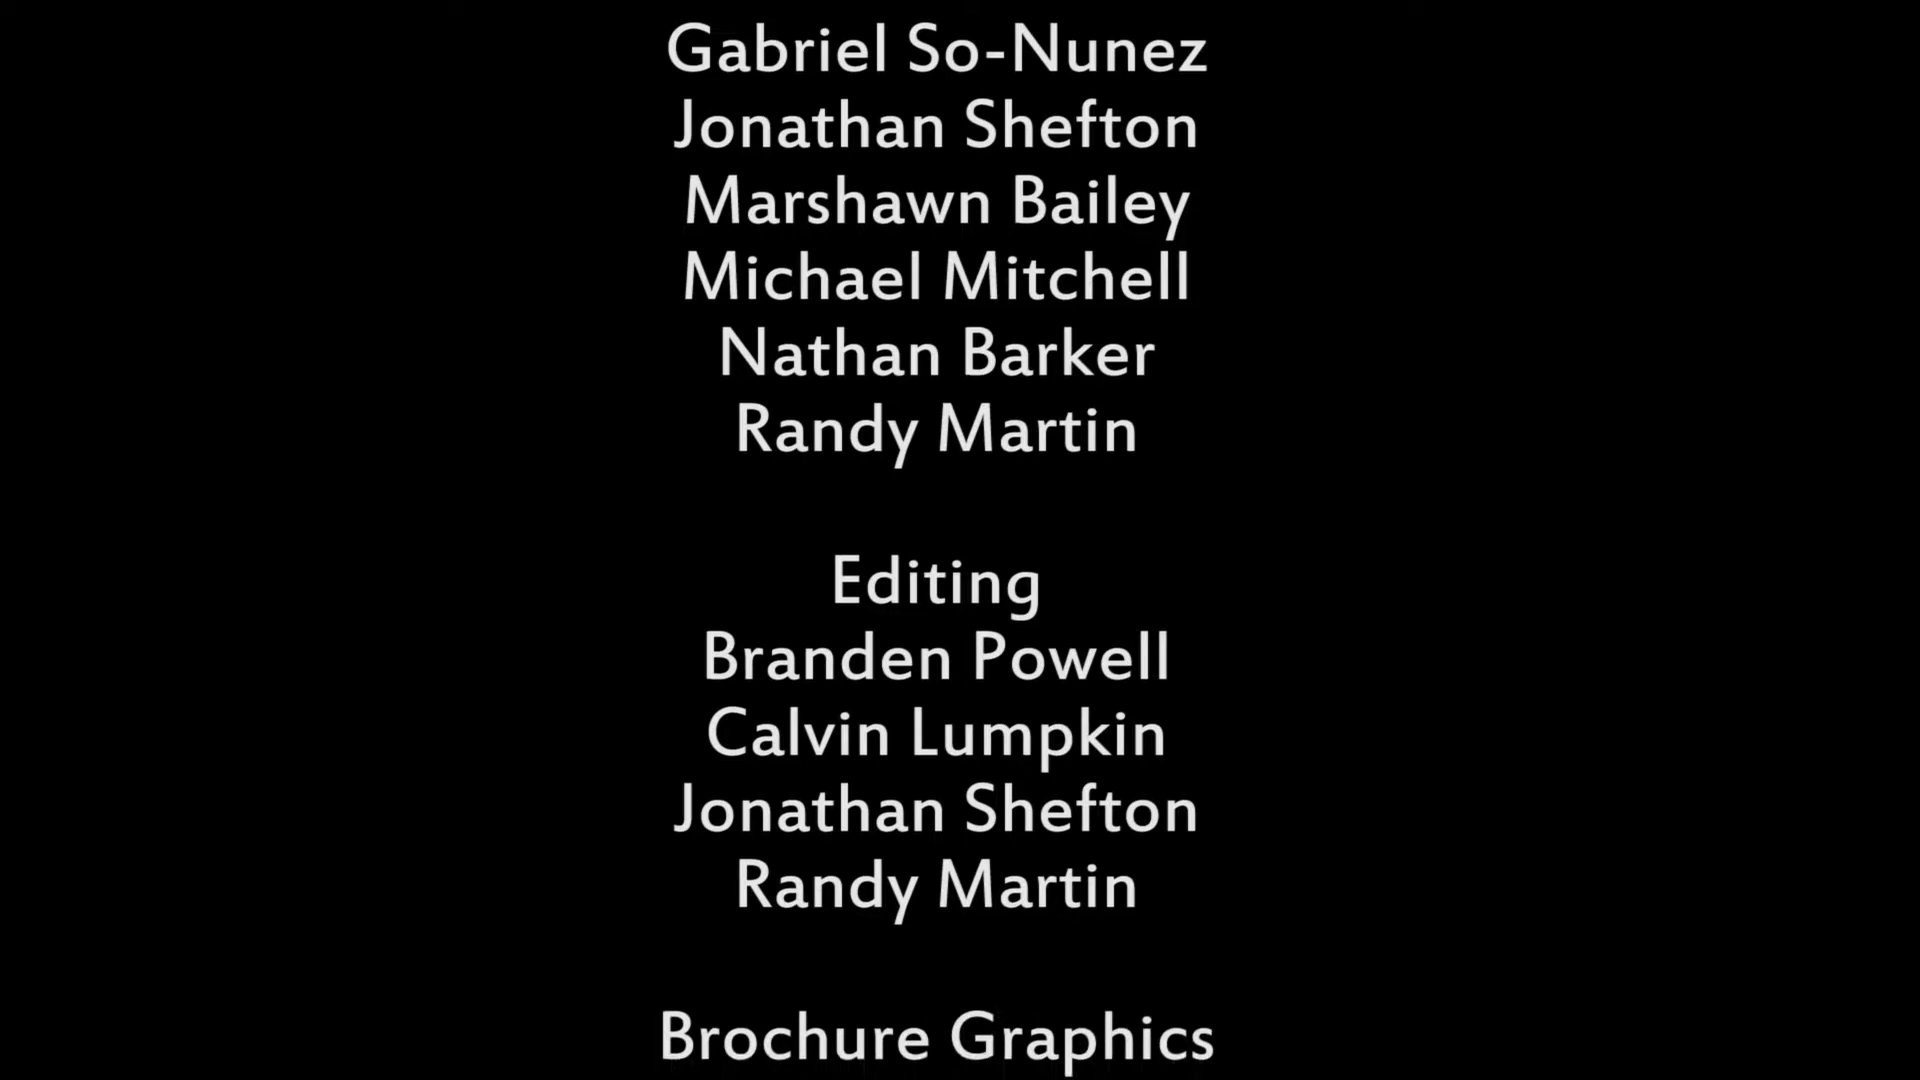 Gabriel So-Nunez
Jonathan Shefton
Marshawn Bailey
Michael Mitchell
Nathan Barker
Randy Martin
Editing
Branden Powell
Calvin Lumpkin
Jonathan Shefton
Randy Martin
Brochure Graphics